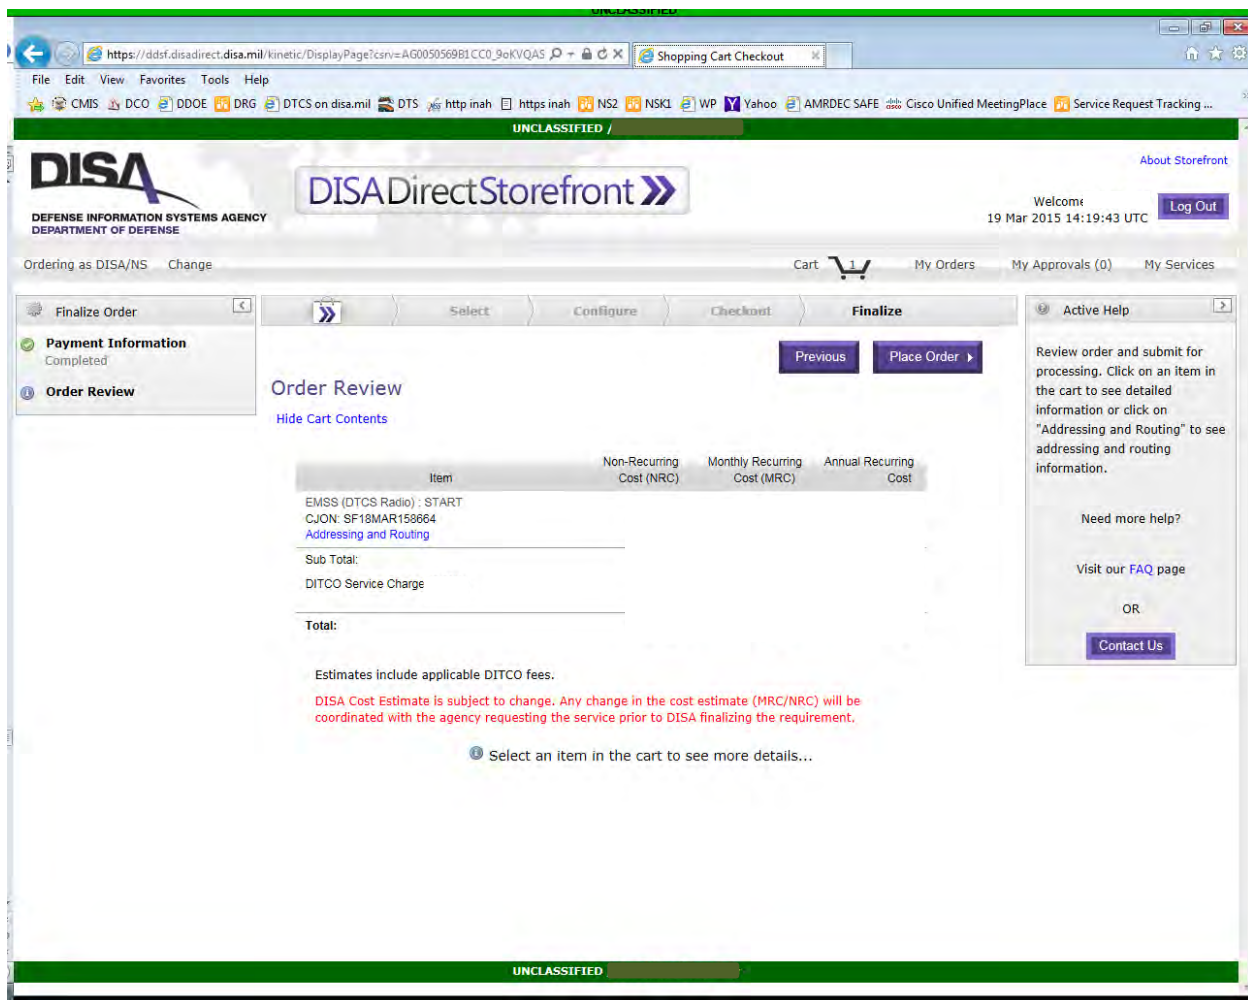 UNCLASSIFIED
https://ddsf.disadirect.disa.mil/kinetic/DisplayPage?csrv=AG0050569B1CC0_9oKVQAS
Shopping Cart Checkout
File Edit View Favorites Tools Help
CMIS DCO DDOE DRG DTCS on disa.mil DTS http inah https inah NS2 NSK1 WP Yahoo AMRDEC SAFE Cisco Unified MeetingPlace Service Request Tracking ...
UNCLASSIFIED /
About Storefront
DISA
DEFENSE INFORMATION SYSTEMS AGENCY
DEPARTMENT OF DEFENSE
DISADirectStorefront
Welcome
19 Mar 2015 14:19:43 UTC
Log Out
Ordering as DISA/NS Change
Cart 1 My Orders My Approvals (0) My Services
Finalize Order
Payment Information
Completed
Order Review
Select Configure Checkout Finalize
Previous Place Order
Order Review
Hide Cart Contents
Non-Recurring Monthly Recurring Annual Recurring
Item Cost (NRC) Cost (MRC) Cost
EMSS (DTCS Radio) : START
CJON: SF18MAR158664
Addressing and Routing
Sub Total:
DITCO Service Charge
Total:
Estimates include applicable DITCO fees.
DISA Cost Estimate is subject to change. Any change in the cost estimate (MRC/NRC) will be
coordinated with the agency requesting the service prior to DISA finalizing the requirement.
Select an item in the cart to see more details...
Active Help
Review order and submit for
processing. Click on an item in
the cart to see detailed
information or click on
"Addressing and Routing" to see
addressing and routing
information.
Need more help?
Visit our FAQ page
OR
Contact Us
UNCLASSIFIED